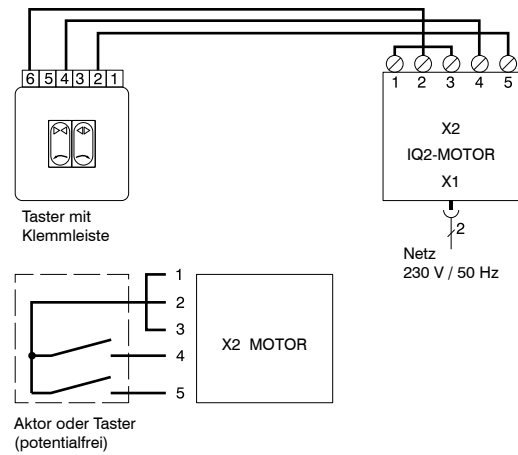 6 5 4 3 2 1
1 2 3 4 5
X2
IQ2-MOTOR
X1
2
Taster mit
Klemmleiste
Netz
230 V / 50 Hz
1
2
3
4
5
X2 MOTOR
Aktor oder Taster
(potentialfrei)